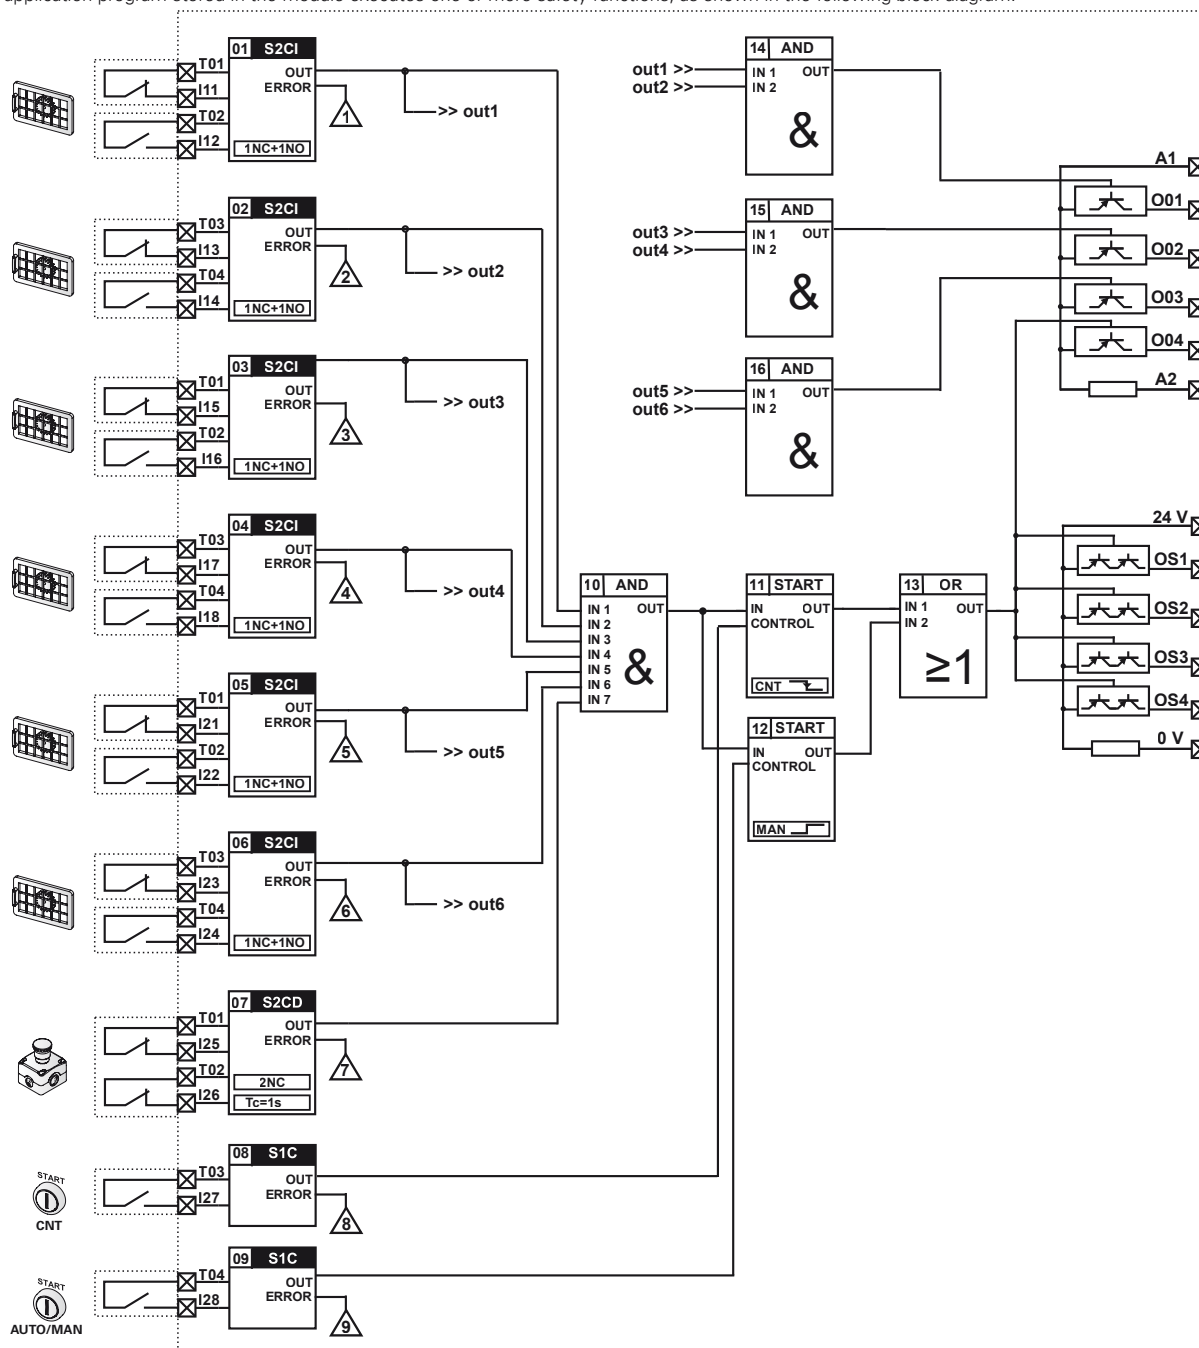 application program stored in the module executes one or more safety functions, as shown in the following block diagram.
01 S2CI
T01
I11
T02
I12
OUT
ERROR
1NC+1NO
1
>> out1
02 S2CI
T03
I13
T04
I14
OUT
ERROR
1NC+1NO
2
>> out2
03 S2CI
T01
I15
T02
I16
OUT
ERROR
1NC+1NO
3
>> out3
04 S2CI
T03
I17
T04
I18
OUT
ERROR
1NC+1NO
4
>> out4
05 S2CI
T01
I21
T02
I22
OUT
ERROR
1NC+1NO
5
>> out5
06 S2CI
T03
I23
T04
I24
OUT
ERROR
1NC+1NO
6
>> out6
07 S2CD
T01
I25
T02
I26
OUT
ERROR
2NC
Tc=1s
7
START
CNT
08 S1C
T03
I27
OUT
ERROR
8
START
AUTO/MAN
09 S1C
T04
I28
OUT
ERROR
9
10 AND
IN 1 OUT
IN 2
IN 3
IN 4
IN 5
IN 6
IN 7
&
11 START
IN OUT
CONTROL
CNT
12 START
IN OUT
CONTROL
MAN
13 OR
IN 1 OUT
IN 2
≥1
14 AND
out1 >> IN 1 OUT
out2 >> IN 2
&
15 AND
out3 >> IN 1 OUT
out4 >> IN 2
&
16 AND
out5 >> IN 1 OUT
out6 >> IN 2
&
A1
O01
O02
O03
O04
A2
24 V
OS1
OS2
OS3
OS4
0 V